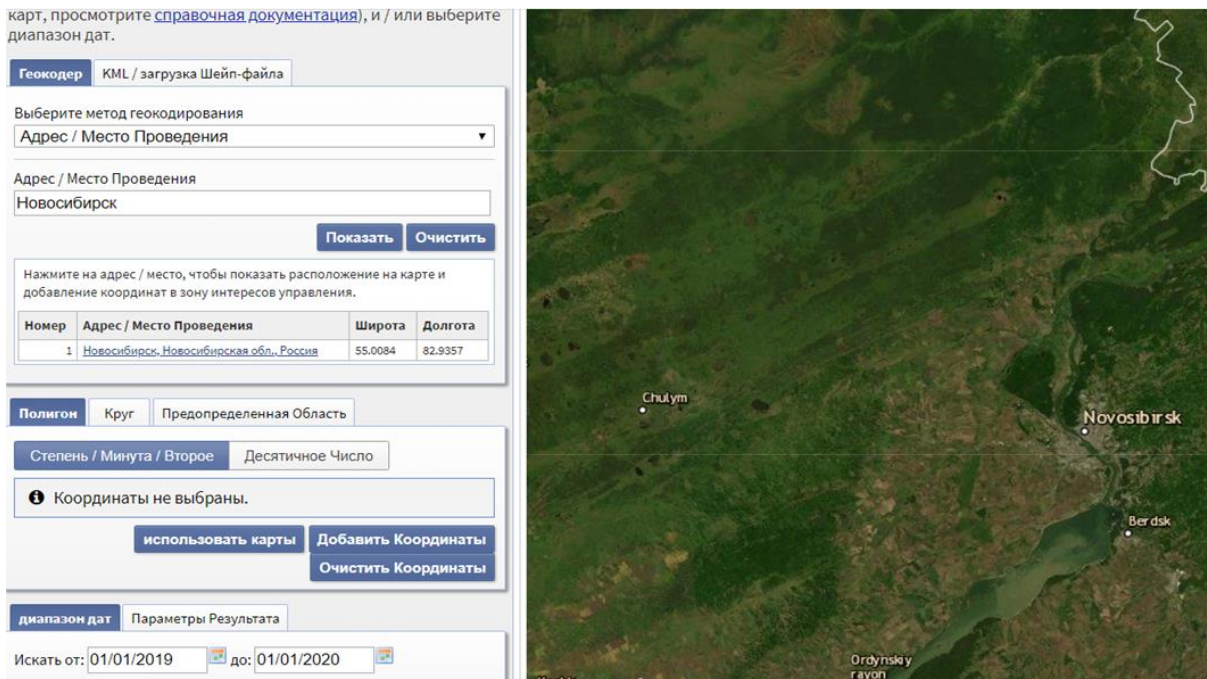 карт, просмотрите справочная документация), и / или выберите
диапазон дат.
Геокодер KML / загрузка Шейп-файла
Выберите метод геокодирования
Адрес / Место Проведения
Адрес / Место Проведения
Новосибирск
Показать Очистить
Нажмите на адрес / место, чтобы показать расположение на карте и
добавление координат в зону интересов управления.
Номер Адрес / Место Проведения Широта Долгота
1 Новосибирск, Новосибирская обл., Россия 55.0084 82.9357
Полигон Круг Предопределенная Область
Степень / Минута / Второе Десятичное Число
Координаты не выбраны.
использовать карты Добавить Координаты
Очистить Координаты
диапазон дат Параметры Результата
Искать от: 01/01/2019 до: 01/01/2020
Chulym
Novosibirsk
Berdsk
Ordynskiy
rayon